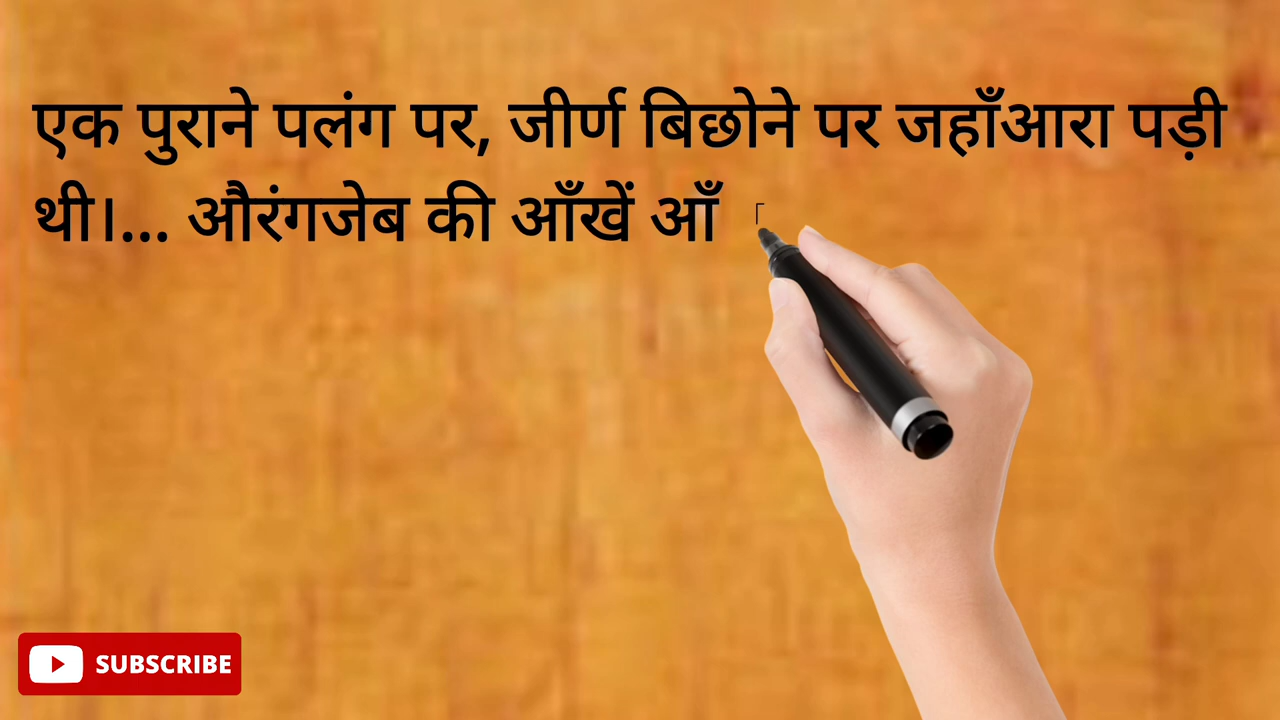 एक पुराने पलंग पर, जीर्ण बिछोने पर जहाँआरा पड़ी
थी।... औरंगजेब की आँखें आँ
SUBSCRIBE